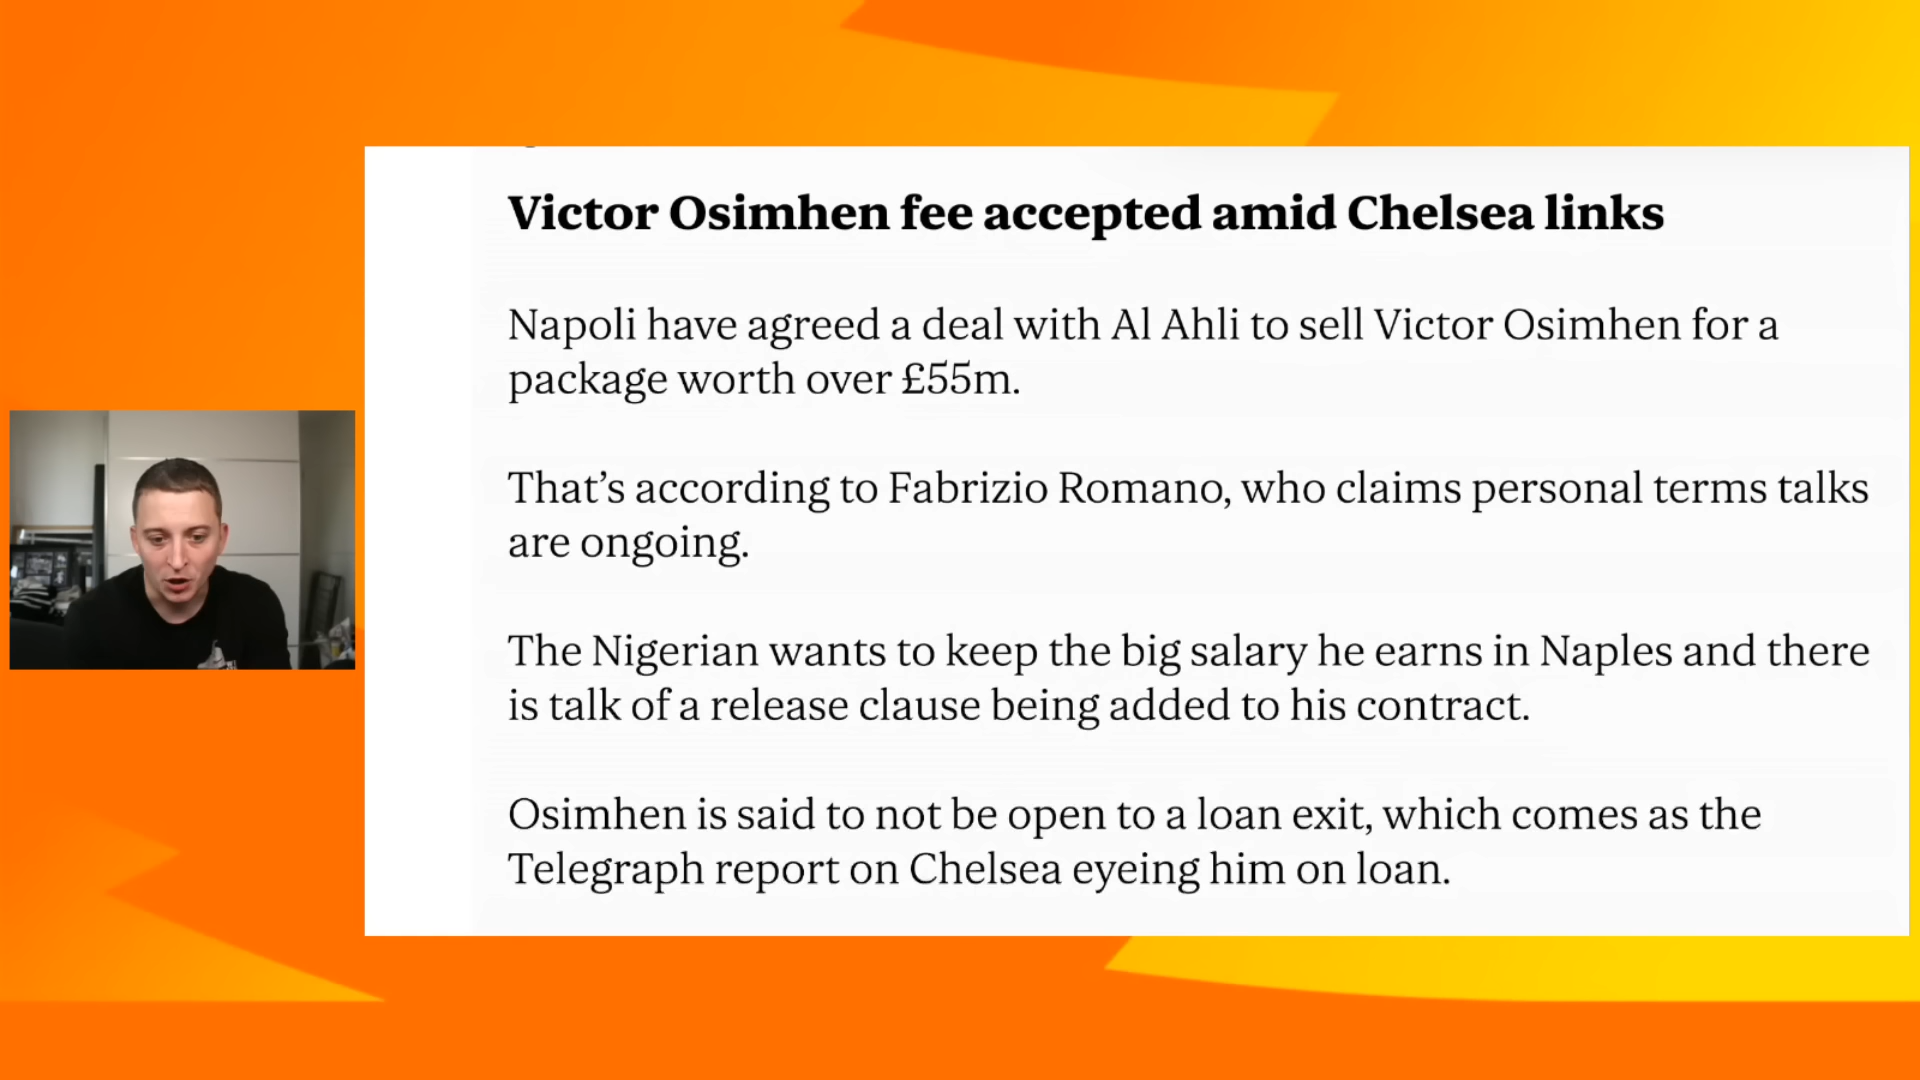 Victor Osimhen fee accepted amid Chelsea links
Napoli have agreed a deal with Al Ahli to sell Victor Osimhen for a
package worth over £55m.
That’s according to Fabrizio Romano, who claims personal terms talks
are ongoing.
The Nigerian wants to keep the big salary he earns in Naples and there
is talk of a release clause being added to his contract.
Osimhen is said to not be open to a loan exit, which comes as the
Telegraph report on Chelsea eyeing him on loan.